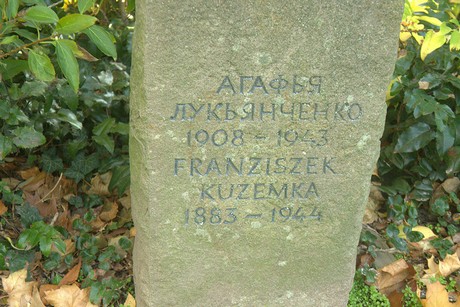 АГАФЬЯ
ЛУКЬЯНЧЕНКО
1908 - 1943
FRANZISZEK
KUZEMKA
1883 - 1944